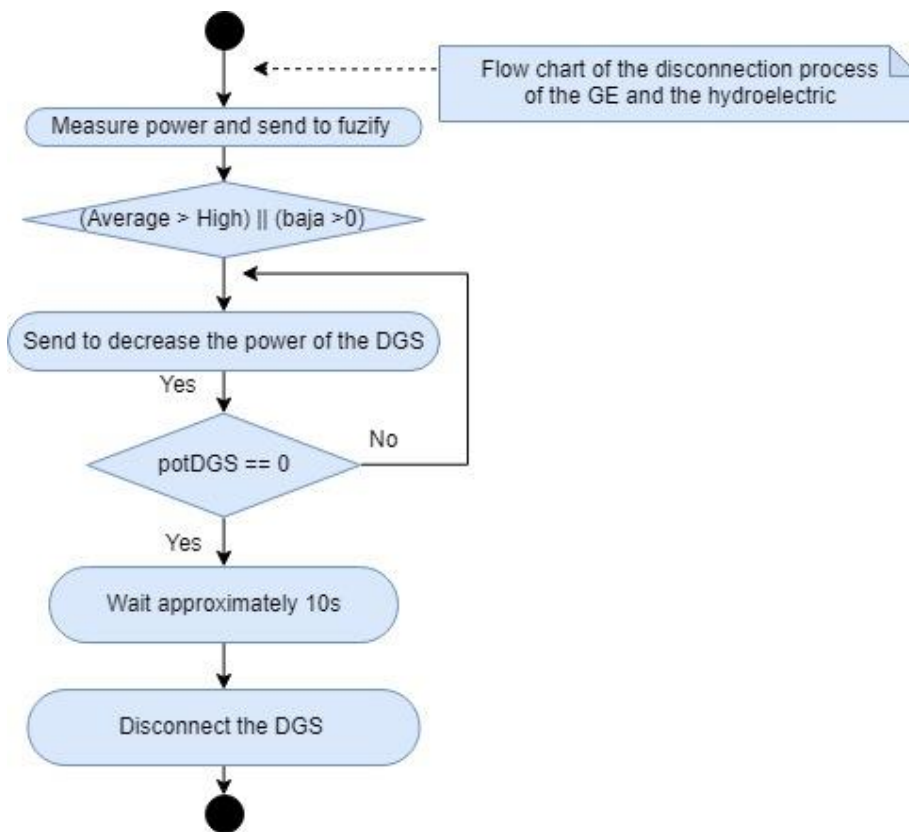 Flow chart of the disconnection process
of the GE and the hydroelectric
Measure power and send to fuzify
(Average > High) || (baja >0)
Send to decrease the power of the DGS
Yes
No
potDGS == 0
Yes
Wait approximately 10s
Disconnect the DGS